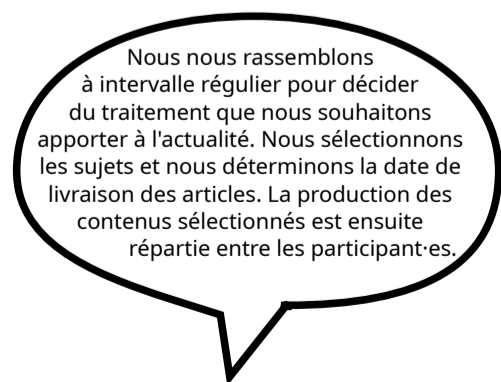 Nous nous rassemblons
à intervalle régulier pour décider
du traitement que nous souhaitons
apporter à l'actualité. Nous sélectionnons
les sujets et nous déterminons la date de
livraison des articles. La production des
contenus sélectionnés est ensuite
répartie entre les participant·es.